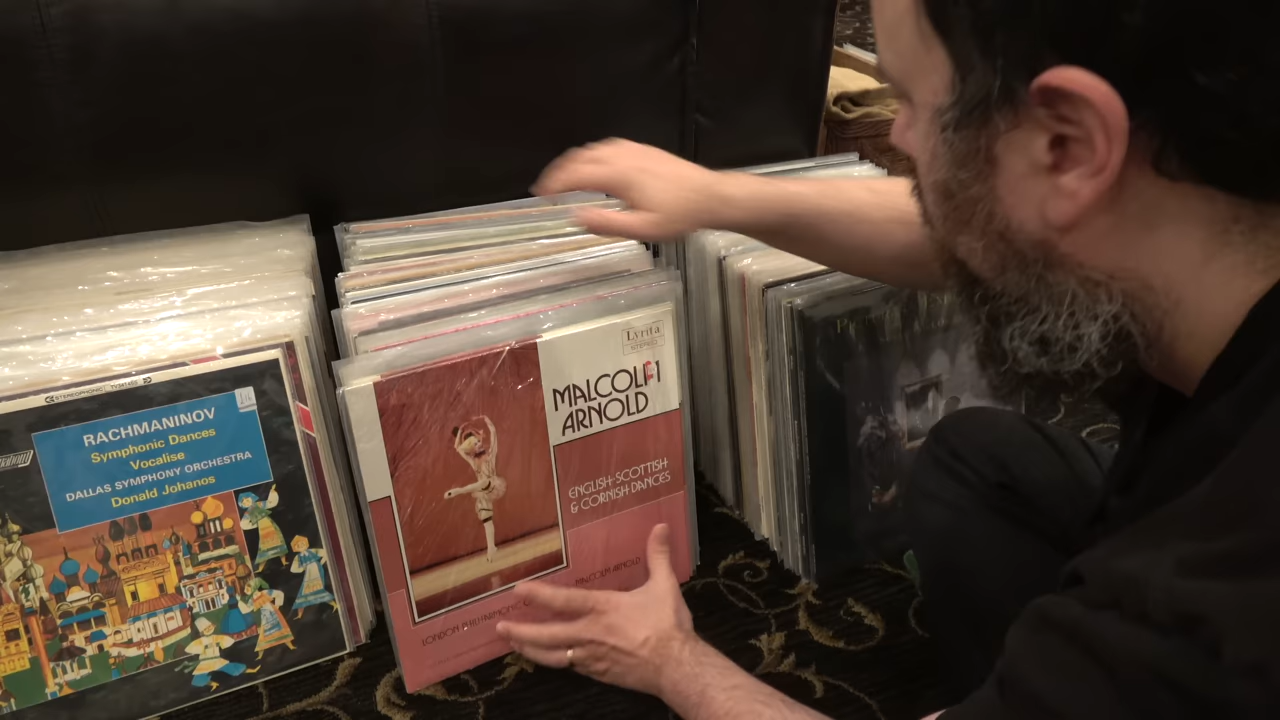 STEREOPHONIC
RACHMANINOV
Symphonic Dances
Vocalise
DALLAS SYMPHONY ORCHESTRA
Donald Johanos
Lyrita
STEREO
MALCOLM
ARNOLD
ENGLISH·SCOTTISH
& CORNISH DANCES
MALCOLM ARNOLD
LONDON PHILHARMONIC